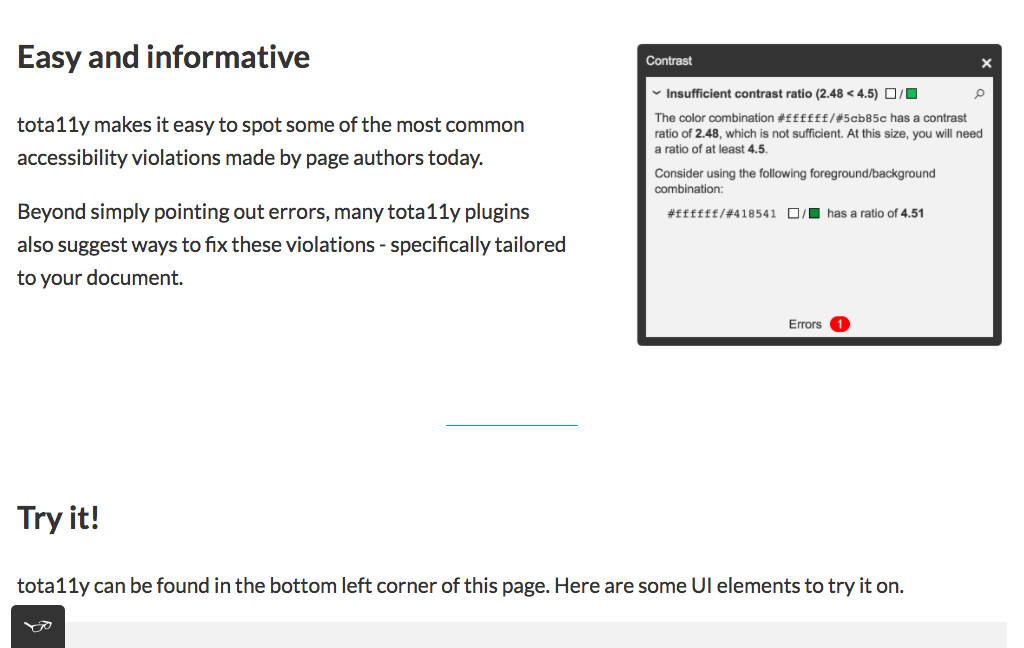 Easy and informative
tota11y makes it easy to spot some of the most common
accessibility violations made by page authors today.
Beyond simply pointing out errors, many tota11y plugins
also suggest ways to fix these violations - specifically tailored
to your document.
Contrast
Insufficient contrast ratio (2.48 < 4.5) /
The color combination #ffffff/#5cb85c has a contrast
ratio of 2.48, which is not sufficient. At this size, you will need
a ratio of at least 4.5.
Consider using the following foreground/background
combination:
#ffffff/#418541 / has a ratio of 4.51
Errors 1
Try it!
tota11y can be found in the bottom left corner of this page. Here are some UI elements to try it on.